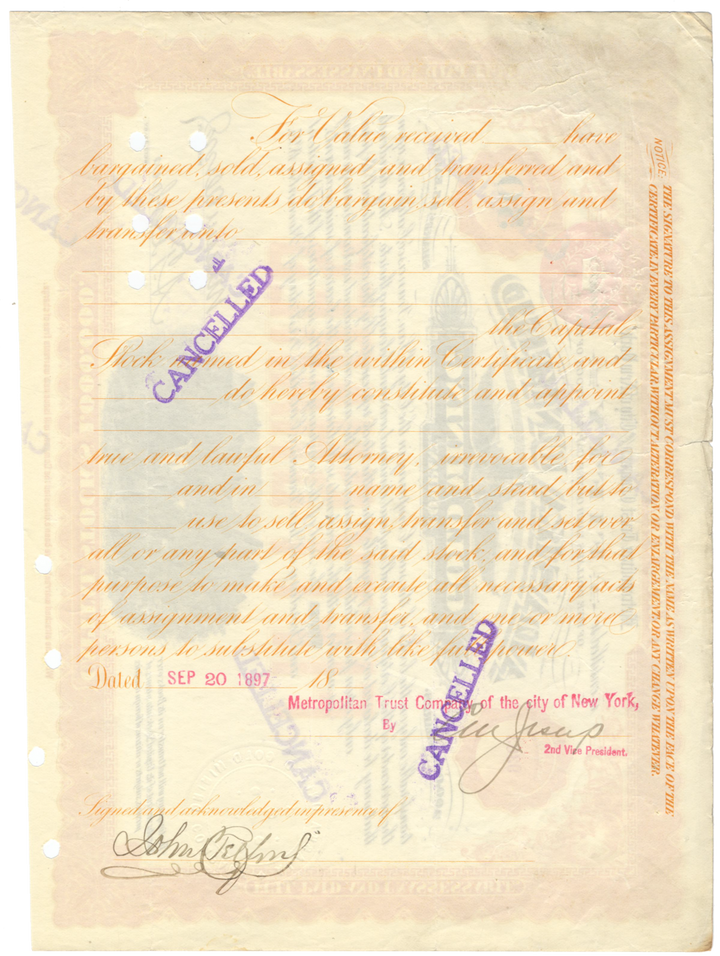 For Value received ______ have
bargained, sold, assigned and transferred and
by these presents do bargain, sell, assign and
transfer unto
the Capital
Stock named in the within Certificate, and
______ do hereby constitute and appoint
true and lawful Attorney, irrevocable for
______ and in ______ name and stead but to
______ use to sell, assign, transfer and set over
all or any part of the said stock, and for that
purpose to make and execute all necessary acts
of assignment and transfer, and one or more
persons to substitute with like full power.
Dated SEP 20 1897 18
Metropolitan Trust Company of the city of New York,
By
Jesup
2nd Vice President.
Signed and acknowledged in presence of
John
CANCELLED
CANCELLED
NOTICE. THE SIGNATURE TO THIS ASSIGNMENT MUST CORRESPOND WITH THE NAME AS WRITTEN UPON THE FACE OF THE
CERTIFICATE, IN EVERY PARTICULAR, WITHOUT ALTERATION OR ENLARGEMENT OR ANY CHANGE WHATEVER.